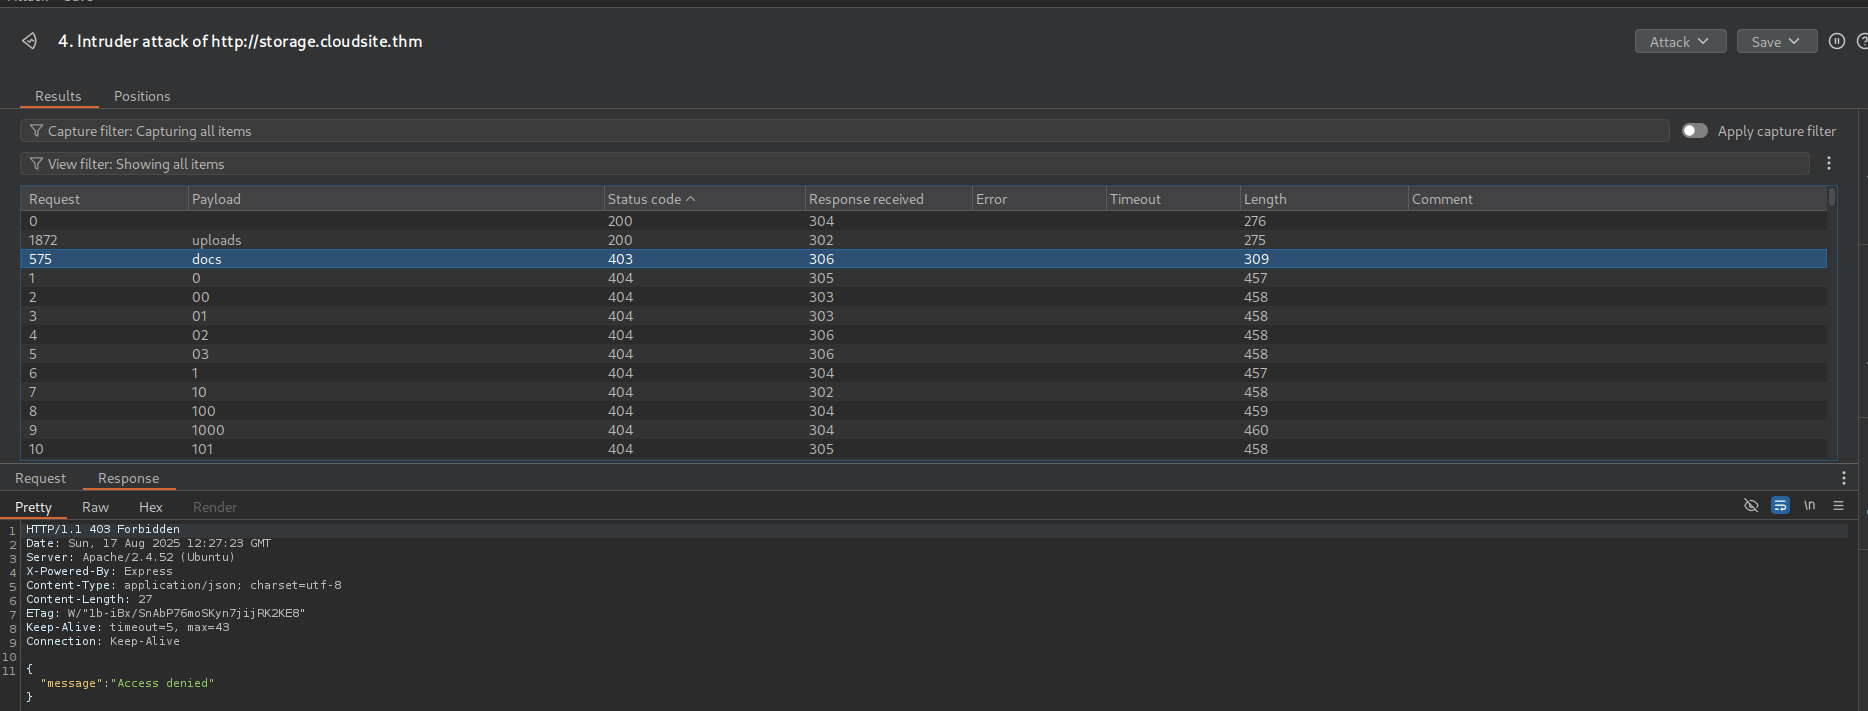 4. Intruder attack of http://storage.cloudsite.thm
Attack
Save
Results
Positions
Capture filter: Capturing all items
Apply capture filter
View filter: Showing all items
Request Payload Status code Response received Error Timeout Length Comment
0 200 304 276
1872 uploads 200 302 275
575 docs 403 306 309
1 0 404 305 457
2 00 404 303 458
3 01 404 303 458
4 02 404 306 458
5 03 404 306 458
6 1 404 304 457
7 10 404 302 458
8 100 404 304 459
9 1000 404 304 460
10 101 404 305 458
Request Response
Pretty Raw Hex Render
\n
1 HTTP/1.1 403 Forbidden
2 Date: Sun, 17 Aug 2025 12:27:23 GMT
3 Server: Apache/2.4.52 (Ubuntu)
4 X-Powered-By: Express
5 Content-Type: application/json; charset=utf-8
6 Content-Length: 27
7 ETag: W/"1b-iBx/SnAbP76moSKyn7jijRK2KE8"
8 Keep-Alive: timeout=5, max=43
9 Connection: Keep-Alive
10
11 {
"message":"Access denied"
}